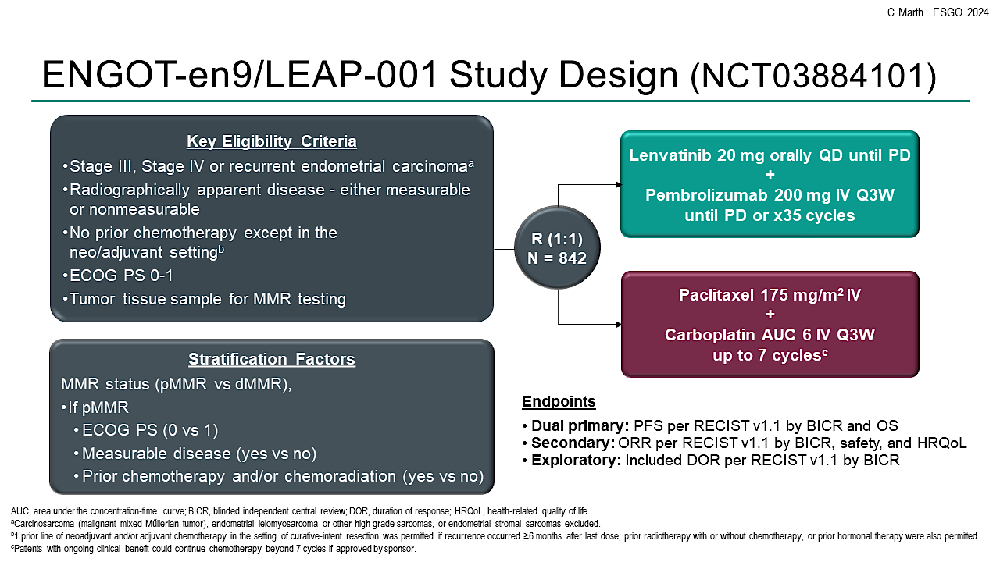 C Marth. ESGO 2024
ENGOT-en9/LEAP-001 Study Design (NCT03884101)
Key Eligibility Criteria
•Stage III, Stage IV or recurrent endometrial carcinomaᵃ
•Radiographically apparent disease - either measurable
or nonmeasurable
•No prior chemotherapy except in the
neo/adjuvant settingᵇ
•ECOG PS 0-1
•Tumor tissue sample for MMR testing
Stratification Factors
MMR status (pMMR vs dMMR),
•If pMMR
•ECOG PS (0 vs 1)
•Measurable disease (yes vs no)
•Prior chemotherapy and/or chemoradiation (yes vs no)
R (1:1)
N = 842
Lenvatinib 20 mg orally QD until PD
+
Pembrolizumab 200 mg IV Q3W
until PD or x35 cycles
Paclitaxel 175 mg/m² IV
+
Carboplatin AUC 6 IV Q3W
up to 7 cyclesᶜ
Endpoints
• Dual primary: PFS per RECIST v1.1 by BICR and OS
• Secondary: ORR per RECIST v1.1 by BICR, safety, and HRQoL
• Exploratory: Included DOR per RECIST v1.1 by BICR
AUC, area under the concentration-time curve; BICR, blinded independent central review; DOR, duration of response; HRQoL, health-related quality of life.
ᵃCarcinosarcoma (malignant mixed Műllerian tumor), endometrial leiomyosarcoma or other high grade sarcomas, or endometrial stromal sarcomas excluded.
ᵇ1 prior line of neoadjuvant and/or adjuvant chemotherapy in the setting of curative-intent resection was permitted if recurrence occurred ≥6 months after last dose; prior radiotherapy with or without chemotherapy, or prior hormonal therapy were also permitted.
ᶜPatients with ongoing clinical benefit could continue chemotherapy beyond 7 cycles if approved by sponsor.